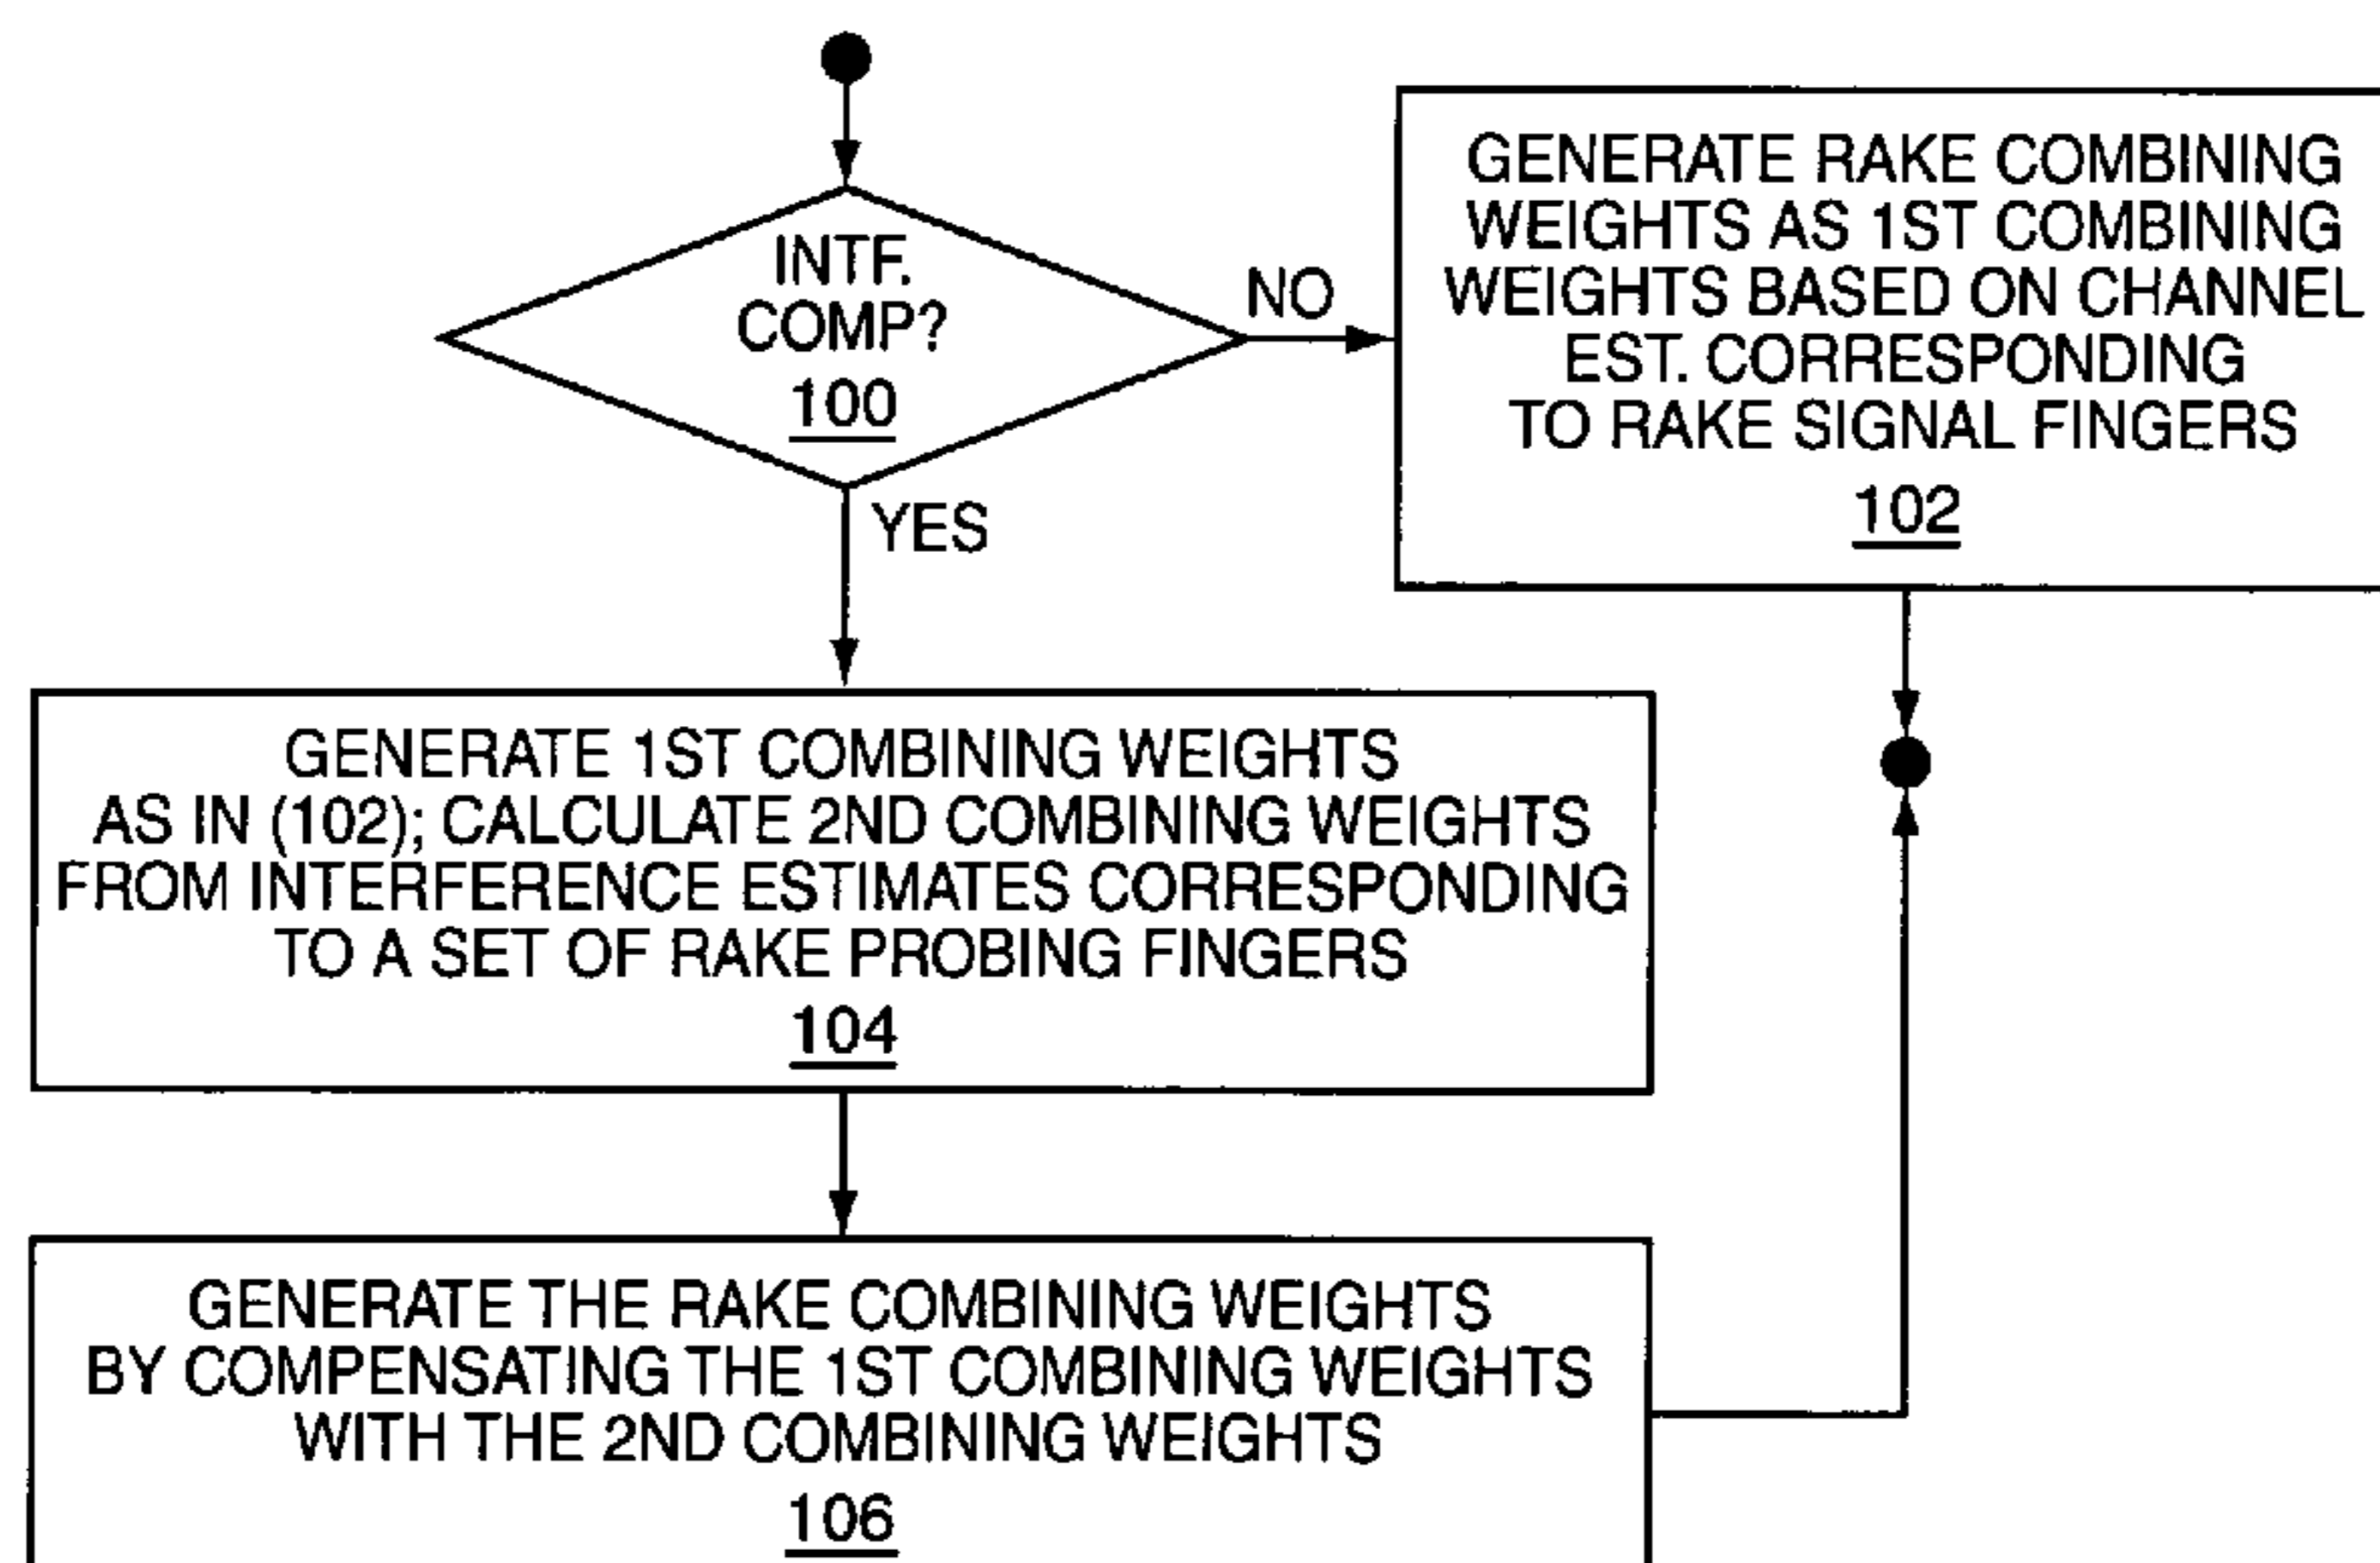 INTF.
COMP?
100
NO
YES
GENERATE RAKE COMBINING
WEIGHTS AS 1ST COMBINING
WEIGHTS BASED ON CHANNEL
EST. CORRESPONDING
TO RAKE SIGNAL FINGERS
102
GENERATE 1ST COMBINING WEIGHTS
AS IN (102); CALCULATE 2ND COMBINING WEIGHTS
FROM INTERFERENCE ESTIMATES CORRESPONDING
TO A SET OF RAKE PROBING FINGERS
104
GENERATE THE RAKE COMBINING WEIGHTS
BY COMPENSATING THE 1ST COMBINING WEIGHTS
WITH THE 2ND COMBINING WEIGHTS
106